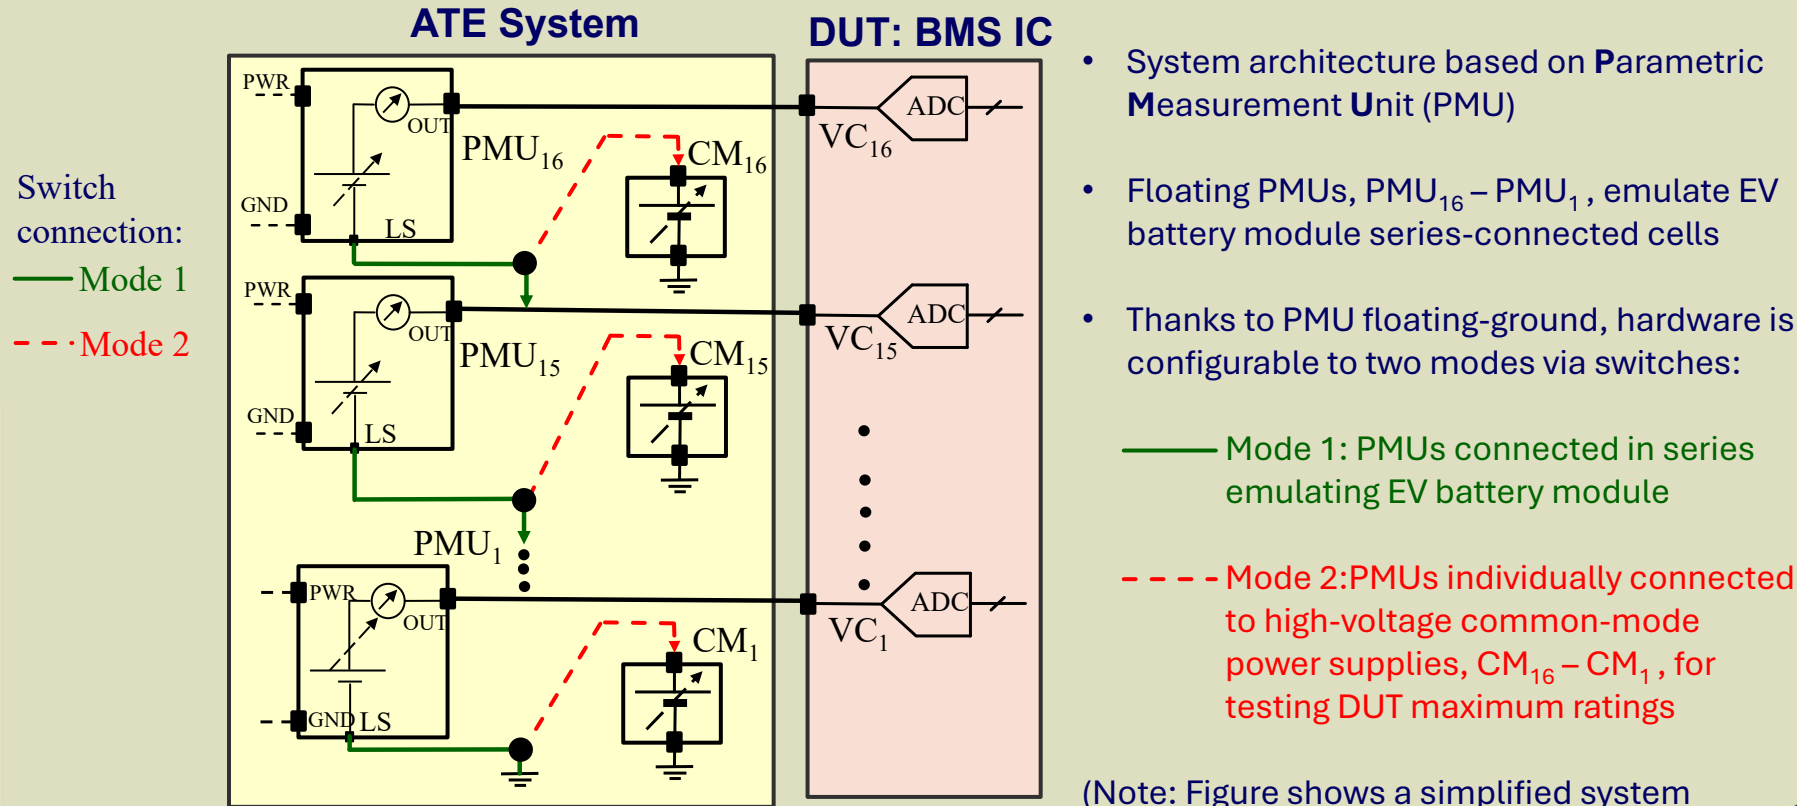 ATE System
DUT: BMS IC
Switch
connection:
Mode 1
Mode 2
PWR
OUT
GND
LS
PMU16
CM16
VC16
ADC
PWR
OUT
GND
LS
PMU15
CM15
VC15
ADC
PMU1
PWR
OUT
GND
LS
CM1
VC1
ADC
• System architecture based on Parametric
Measurement Unit (PMU)
• Floating PMUs, PMU16 – PMU1 , emulate EV
battery module series-connected cells
• Thanks to PMU floating-ground, hardware is
configurable to two modes via switches:
Mode 1: PMUs connected in series
emulating EV battery module
Mode 2:PMUs individually connected
to high-voltage common-mode
power supplies, CM16 – CM1 , for
testing DUT maximum ratings
(Note: Figure shows a simplified system